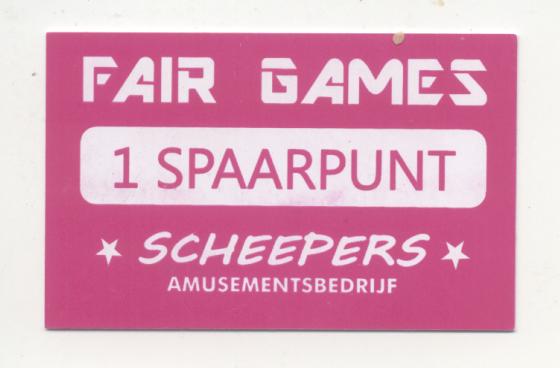 FAIR GAMES
1 SPAARPUNT
SCHEEPERS
AMUSEMENTSBEDRIJF